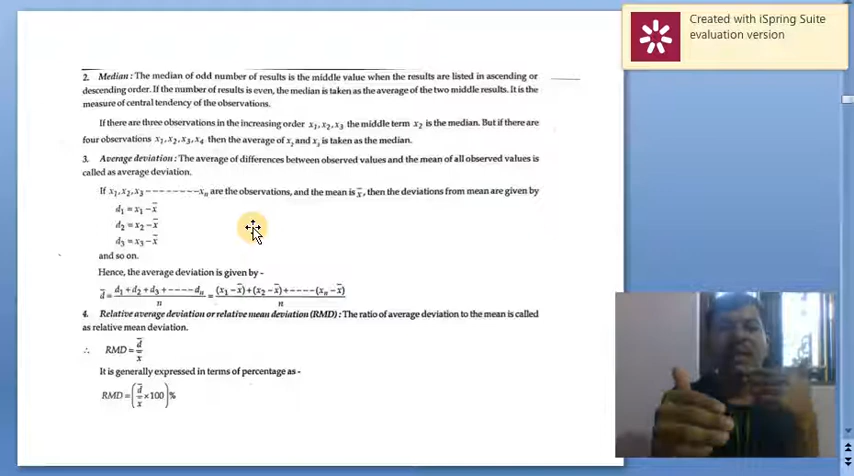 Created with iSpring Suite
evaluation version
2. Median : The median of odd number of results is the middle value when the results are listed in ascending or
descending order. If the number of results is even, the median is taken as the average of the two middle results. It is the
measure of central tendency of the observations.
If there are three observations in the increasing order x₁, x₂, x₃ the middle term x₂ is the median. But if there are
four observations x₁, x₂, x₃, x₄ then the average of x₂ and x₃ is taken as the median.
3. Average deviation : The average of differences between observed values and the mean of all observed values is
called as average deviation.
If x₁, x₂, x₃ --------- xₙ are the observations, and the mean is x̄, then the deviations from mean are given by
d₁ = x₁ - x̄
d₂ = x₂ - x̄
d₃ = x₃ - x̄
and so on.
Hence, the average deviation is given by -
d̄ = (d₁ + d₂ + d₃ + ---- dₙ)/n = ((x₁ - x̄) + (x₂ - x̄) + ---- (xₙ - x̄))/n
4. Relative average deviation or relative mean deviation (RMD) : The ratio of average deviation to the mean is called
as relative mean deviation.
∴ RMD = d̄/x
It is generally expressed in terms of percentage as -
RMD = (d̄/x × 100)%